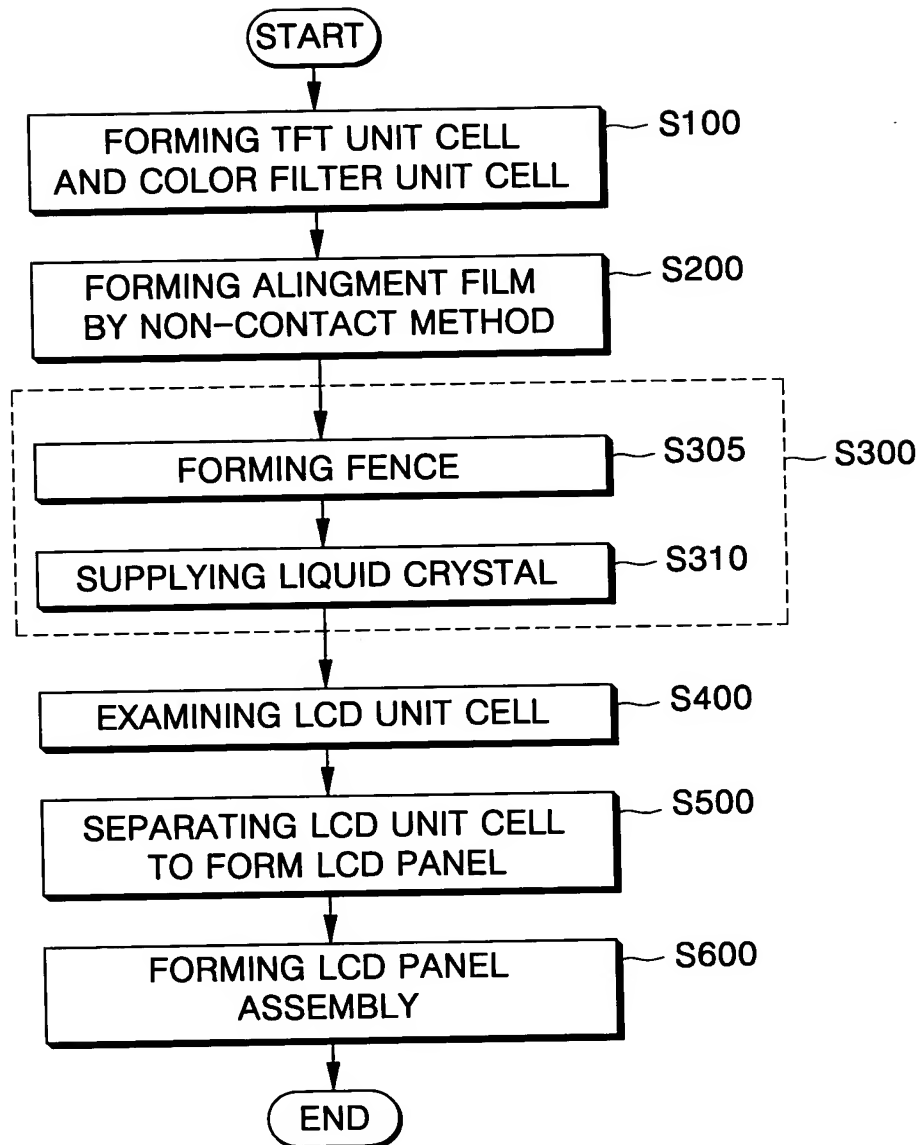 START
FORMING TFT UNIT CELL
AND COLOR FILTER UNIT CELL
S100
FORMING ALINGMENT FILM
BY NON-CONTACT METHOD
S200
FORMING FENCE
S305
S300
SUPPLYING LIQUID CRYSTAL
S310
EXAMINING LCD UNIT CELL
S400
SEPARATING LCD UNIT CELL
TO FORM LCD PANEL
S500
FORMING LCD PANEL
ASSEMBLY
S600
END